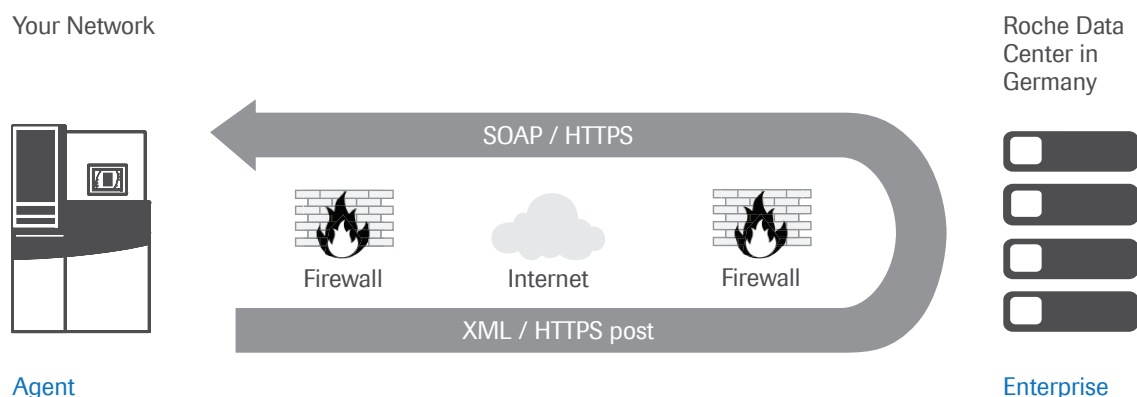 Your Network
Roche Data
Center in
Germany
SOAP / HTTPS
Firewall
Internet
Firewall
XML / HTTPS post
Agent
Enterprise